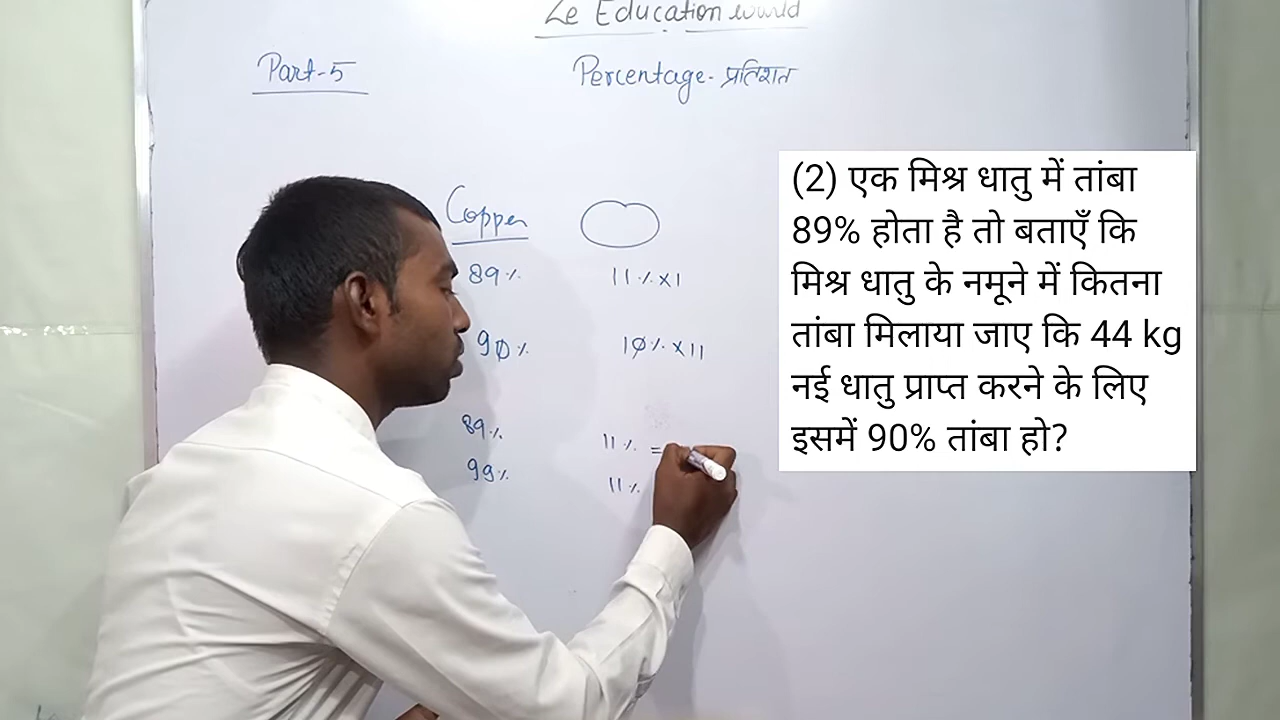 Ze Education world
Part-5
Percentage - प्रतिशत
Copper
89% 11% x 1
90% 10% x 11
89% 11% =
99% 11%
(2) एक मिश्र धातु में तांबा
89% होता है तो बताएँ कि
मिश्र धातु के नमूने में कितना
तांबा मिलाया जाए कि 44 kg
नई धातु प्राप्त करने के लिए
इसमें 90% तांबा हो?